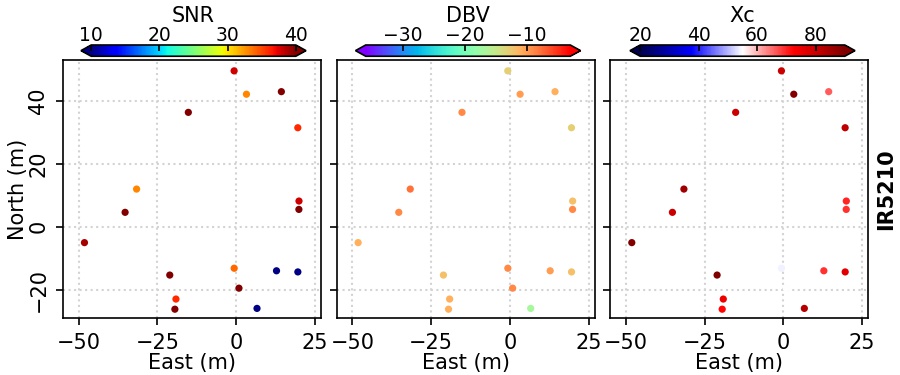 SNR DBV Xc
10 20 30 40 −30 −20 −10 20 40 60 80
40
20
0
−20
North (m)
IR5210
−50 −25 0 25 −50 −25 0 25 −50 −25 0 25
East (m) East (m) East (m)